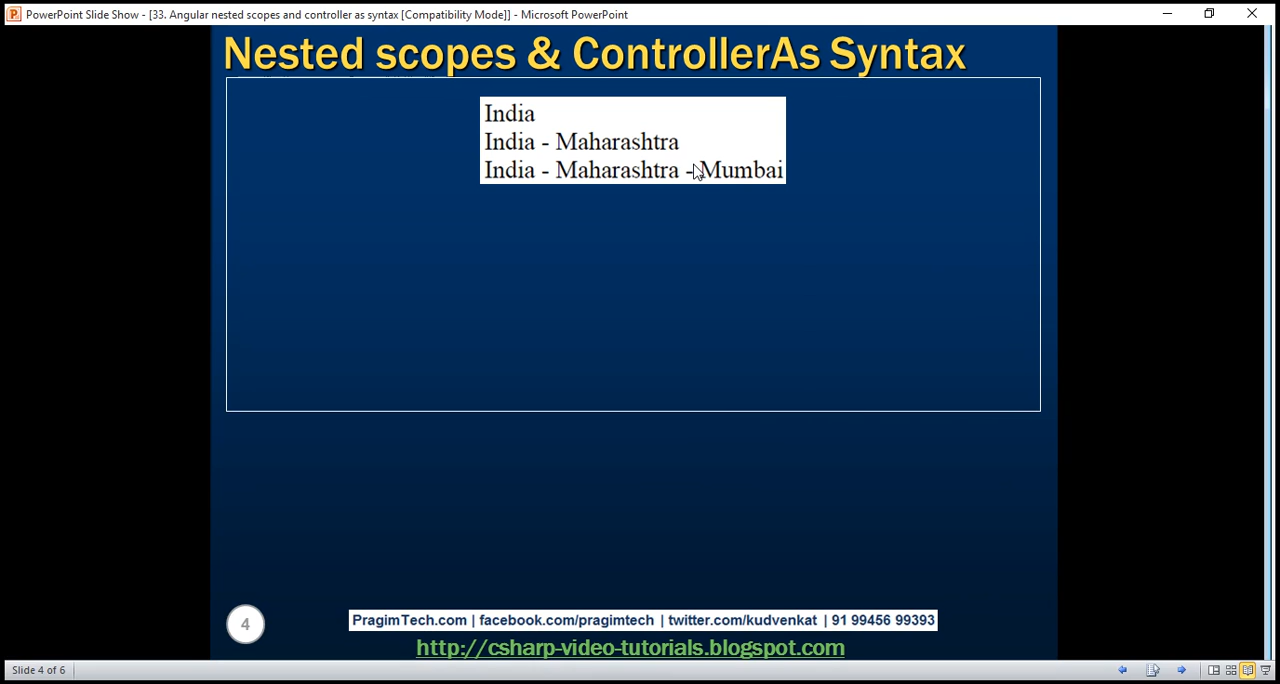 PowerPoint Slide Show - [33. Angular nested scopes and controller as syntax [Compatibility Mode]] - Microsoft PowerPoint
Nested scopes & ControllerAs Syntax
India
India - Maharashtra
India - Maharashtra - Mumbai
4
PragimTech.com | facebook.com/pragimtech | twitter.com/kudvenkat | 91 99456 99393
http://csharp-video-tutorials.blogspot.com
Slide 4 of 6